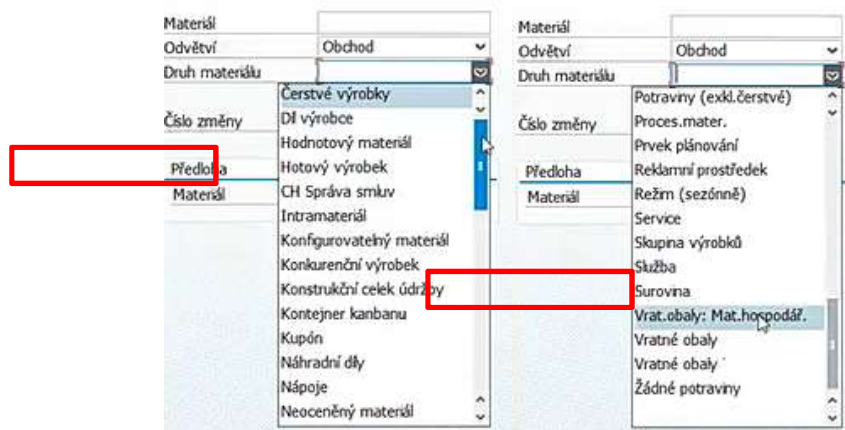 Materiál
Odvětví Obchod
Druh materiálu
Čerstvé výrobky
Díl výrobce
Číslo změny
Hodnotový materiál
Předloha
Hotový výrobek
Materiál
CH Správa smluv
Intramateriál
Konfigurovatelný materiál
Konkurenční výrobek
Konstrukční celek údržby
Kontejner kanbanu
Kupón
Náhradní díly
Nápoje
Neoceněný materiál
Materiál
Odvětví Obchod
Druh materiálu
Potraviny (exkl.čerstvé)
Číslo změny
Proces.mater.
Prvek plánování
Předloha
Reklamní prostředek
Materiál
Režim (sezónně)
Service
Skupina výrobků
Služba
Surovina
Vrat.obaly: Mat.hospodář.
Vratné obaly
Vratné obaly
Žádné potraviny